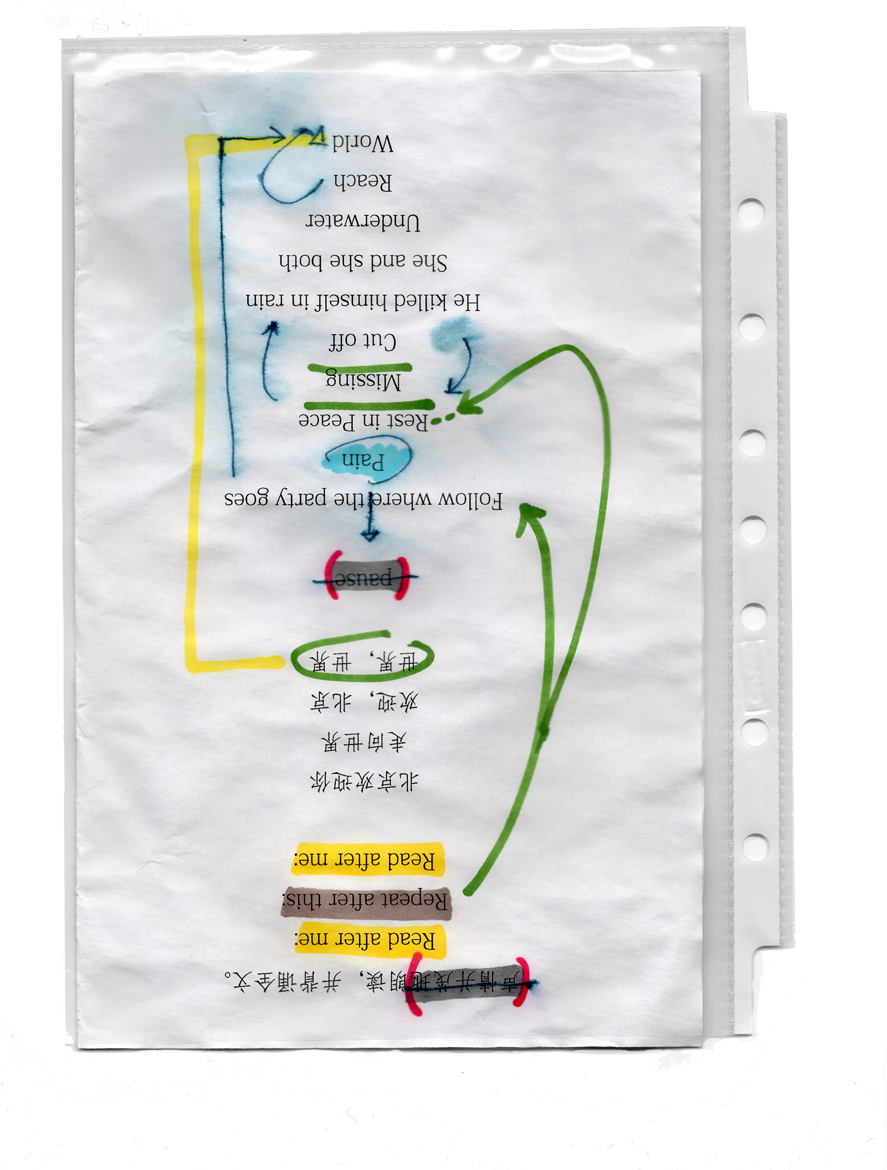 声情并茂地朗读，并背诵全文。
Read after me:
Repeat after this:
Read after me:
北京欢迎你
走向世界
欢迎，北京
世界，世界
pause
Follow where the party goes
Pain
Rest in Peace
Missing
Cut off
He killed himself in rain
She and she both
Underwater
Reach
World